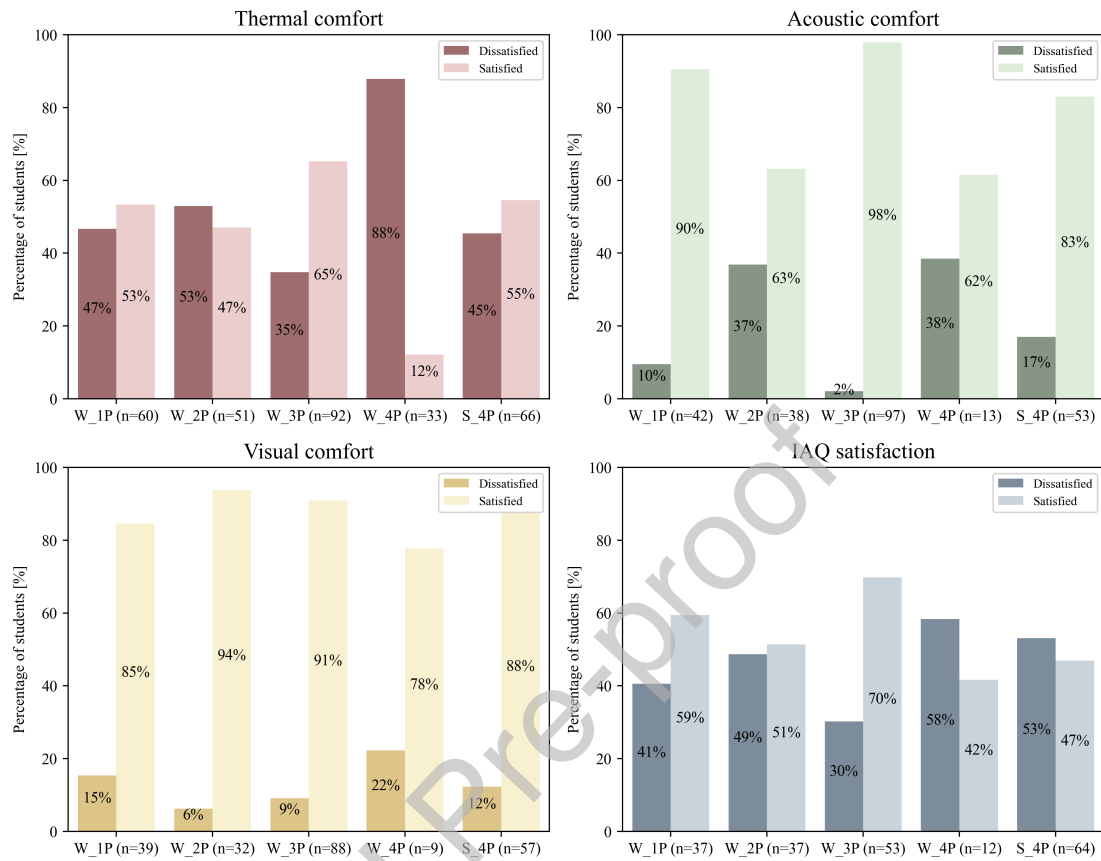 Thermal comfort
Percentage of students [%]
100
80
60
40
20
0
Dissatisfied
Satisfied
47%
53%
53%
47%
35%
65%
88%
12%
45%
55%
W_1P (n=60)
W_2P (n=51)
W_3P (n=92)
W_4P (n=33)
S_4P (n=66)
Acoustic comfort
Percentage of students [%]
100
80
60
40
20
0
Dissatisfied
Satisfied
10%
90%
37%
63%
2%
98%
38%
62%
17%
83%
W_1P (n=42)
W_2P (n=38)
W_3P (n=97)
W_4P (n=13)
S_4P (n=53)
Visual comfort
Percentage of students [%]
100
80
60
40
20
0
Dissatisfied
Satisfied
15%
85%
6%
94%
9%
91%
22%
78%
12%
88%
W_1P (n=39)
W_2P (n=32)
W_3P (n=88)
W_4P (n=9)
S_4P (n=57)
IAQ satisfaction
Percentage of students [%]
100
80
60
40
20
0
Dissatisfied
Satisfied
41%
59%
49%
51%
30%
70%
58%
42%
53%
47%
W_1P (n=37)
W_2P (n=37)
W_3P (n=53)
W_4P (n=12)
S_4P (n=64)
Pre-proof